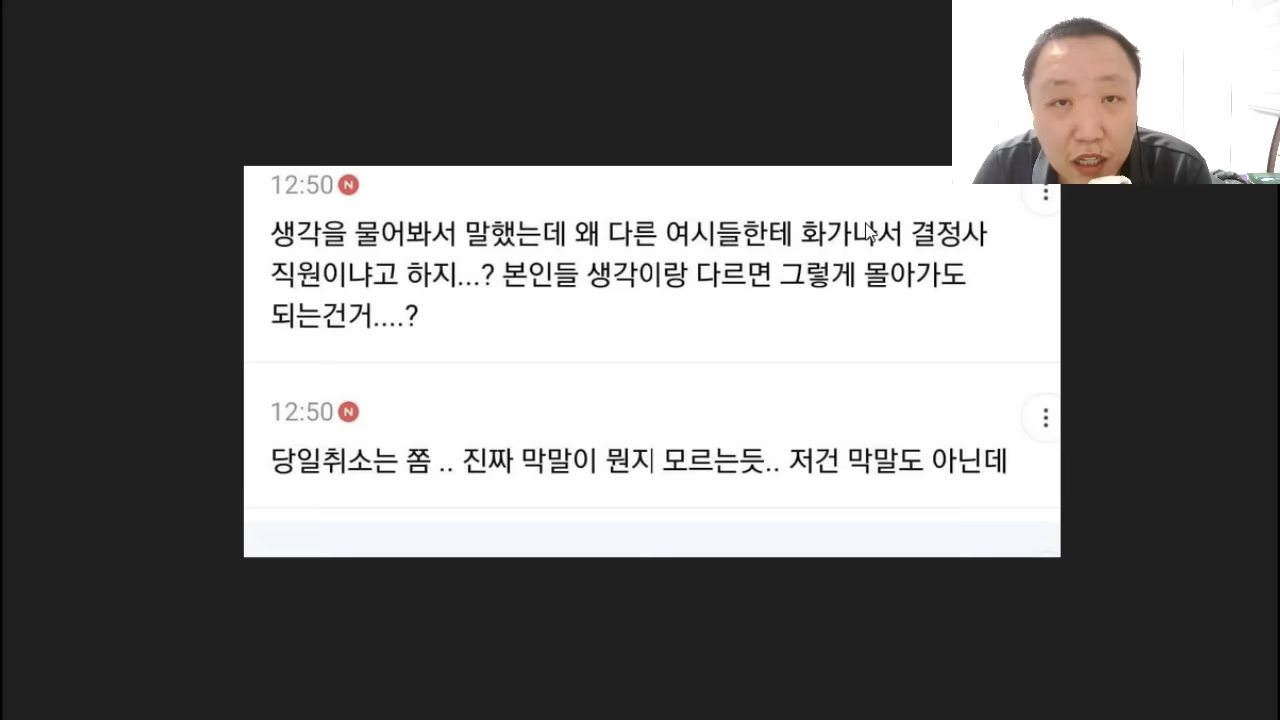 12:50 N
생각을 물어봐서 말했는데 왜 다른 여시들한테 화가나서 결정사
직원이냐고 하지...? 본인들 생각이랑 다르면 그렇게 몰아가도
되는건거....?
12:50 N
당일취소는 쫌 .. 진짜 막말이 뭔지 모르는듯.. 저건 막말도 아닌데